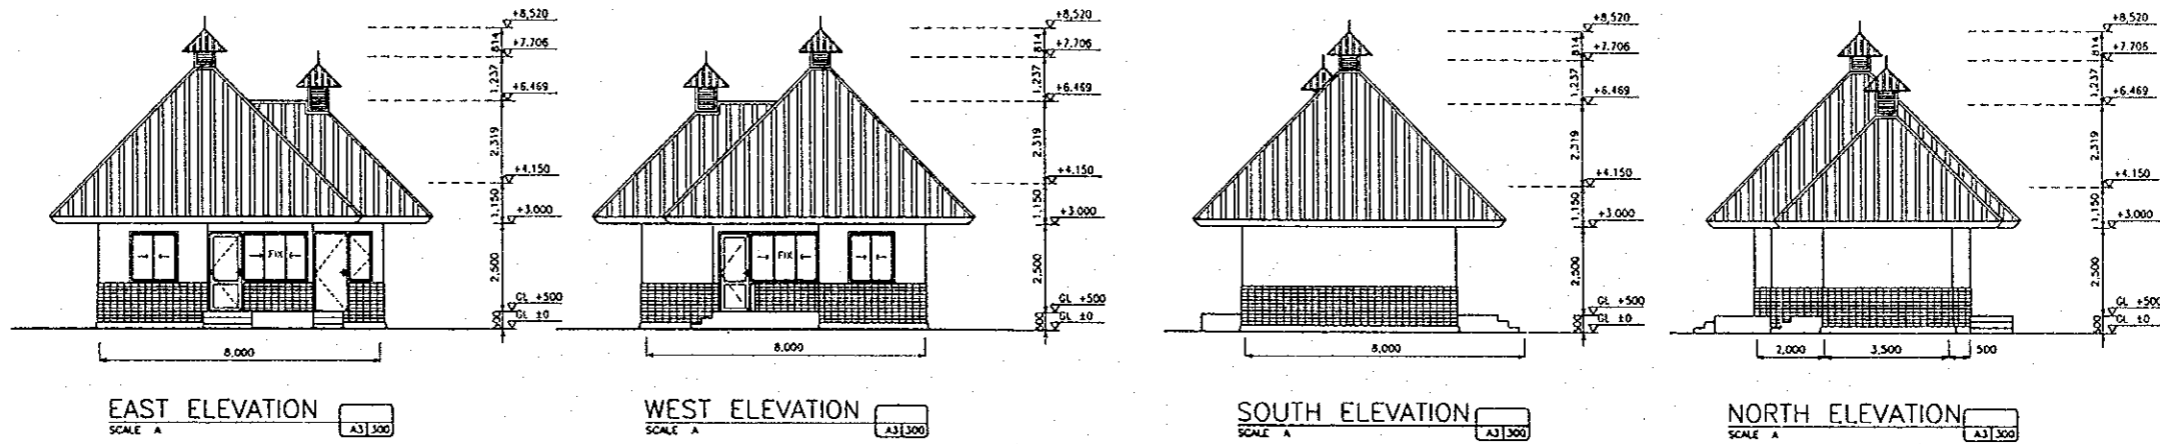 +8,520
814
+7.706
1,237
+6.469
2,319
+4.150
1,150
+3.000
FIX
2,500
GL +500
500
GL ±0
8,000
EAST ELEVATION
SCALE A
A3 300
+8,520
814
+7.706
1,237
+6.469
2,319
+4.150
1,150
+3.000
FIX
2,500
GL +500
500
GL ±0
8,000
WEST ELEVATION
SCALE A
A3 300
+8,520
814
+7.706
1,237
+6.469
2,319
+4.150
1,150
+3.000
2,500
GL +500
500
GL ±0
8,000
SOUTH ELEVATION
SCALE A
A3 300
+8,520
814
+7.706
1,237
+6.469
2,319
+4.150
1,150
+3.000
2,500
GL +500
500
GL ±0
2,000 3,500 500
NORTH ELEVATION
SCALE A
A3 300